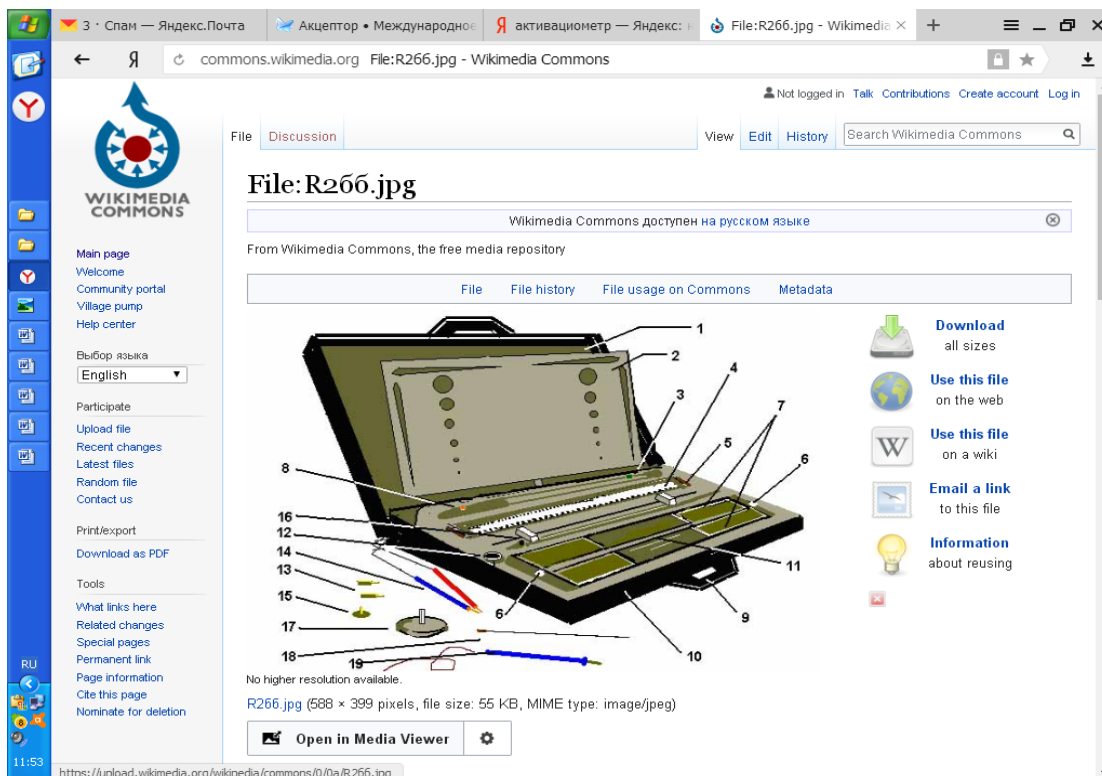 3 · Спам — Яндекс.Почта
Акцептор • Международное
активациометр — Яндекс: н
File:R2бб.jpg - Wikimedia
commons.wikimedia.org File:R2бб.jpg - Wikimedia Commons
Not logged in Talk Contributions Create account Log in
File Discussion View Edit History Search Wikimedia Commons
WIKIMEDIA
COMMONS
File:R2бб.jpg
Wikimedia Commons доступен на русском языке
From Wikimedia Commons, the free media repository
File File history File usage on Commons Metadata
Main page
Welcome
Community portal
Village pump
Help center
Выбор языка
English
Participate
Upload file
Recent changes
Latest files
Random file
Contact us
Print/export
Download as PDF
Tools
What links here
Related changes
Special pages
Permanent link
Page information
Cite this page
Nominate for deletion
1
2
4
3
7
5
6
8
16
12
14
13
15
17
18
19
6
11
9
10
Download
all sizes
Use this file
on the web
W
Use this file
on a wiki
Email a link
to this file
Information
about reusing
No higher resolution available.
R2бб.jpg (588 × 399 pixels, file size: 55 KB, MIME type: image/jpeg)
Open in Media Viewer
RU
11:53
https://upload.wikimedia.org/wikipedia/commons/0/0a/R2бб.jpg